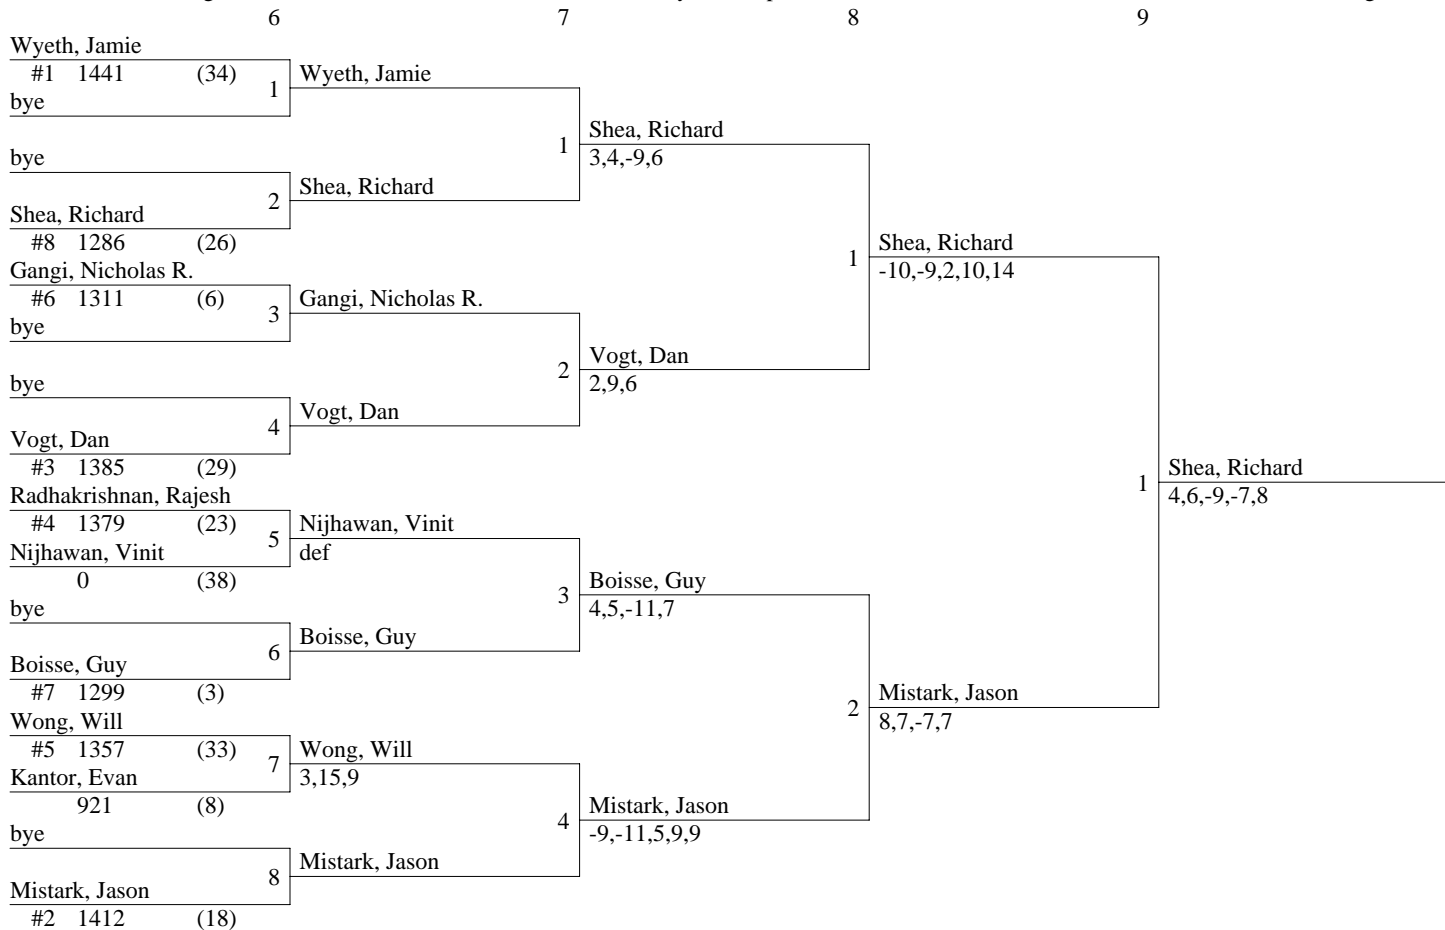 6 7 8 9
Wyeth, Jamie
#1 1441 (34)
1
Wyeth, Jamie
bye
bye
2
Shea, Richard
Shea, Richard
#8 1286 (26)
1
Shea, Richard
3,4,-9,6
Gangi, Nicholas R.
#6 1311 (6)
3
Gangi, Nicholas R.
bye
bye
4
Vogt, Dan
Vogt, Dan
#3 1385 (29)
2
Vogt, Dan
2,9,6
1
Shea, Richard
-10,-9,2,10,14
Radhakrishnan, Rajesh
#4 1379 (23)
5
Nijhawan, Vinit
def
Nijhawan, Vinit
0 (38)
bye
6
Boisse, Guy
Boisse, Guy
#7 1299 (3)
3
Boisse, Guy
4,5,-11,7
Wong, Will
#5 1357 (33)
7
Wong, Will
3,15,9
Kantor, Evan
921 (8)
bye
8
Mistark, Jason
Mistark, Jason
#2 1412 (18)
4
Mistark, Jason
-9,-11,5,9,9
2
Mistark, Jason
8,7,-7,7
1
Shea, Richard
4,6,-9,-7,8